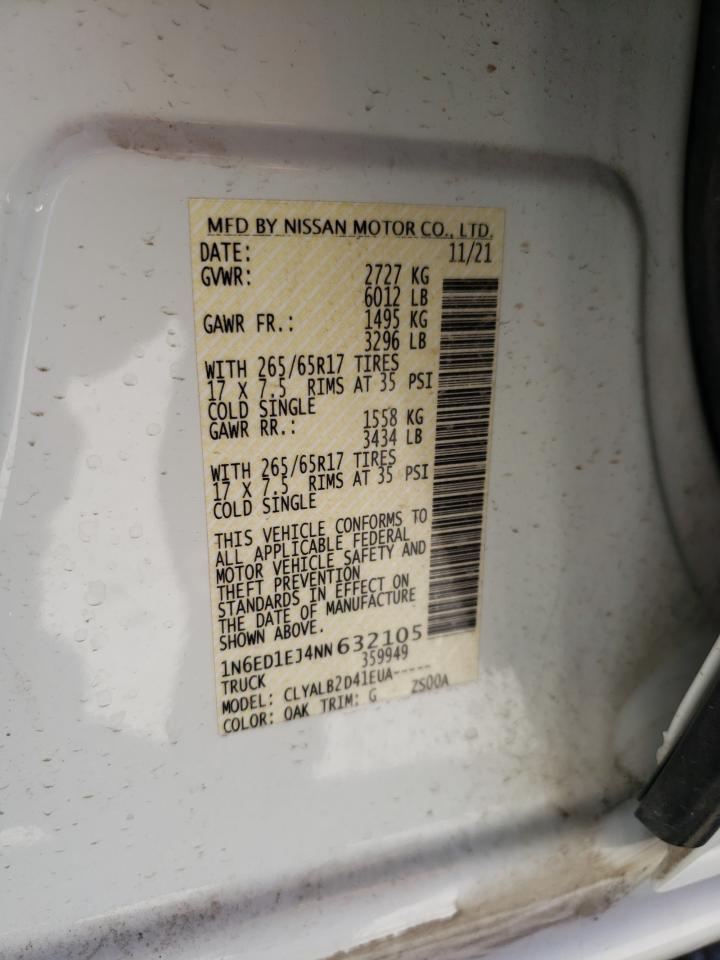 MFD BY NISSAN MOTOR CO., LTD.
DATE: 11/21
GVWR: 2727 KG
6012 LB
GAWR FR.: 1495 KG
3296 LB
WITH 265/65R17 TIRES
17 X 7.5 RIMS AT 35 PSI
COLD SINGLE
GAWR RR.: 1558 KG
3434 LB
WITH 265/65R17 TIRES
17 X 7.5 RIMS AT 35 PSI
COLD SINGLE
THIS VEHICLE CONFORMS TO
ALL APPLICABLE FEDERAL
MOTOR VEHICLE SAFETY AND
THEFT PREVENTION
STANDARDS IN EFFECT ON
THE DATE OF MANUFACTURE
SHOWN ABOVE.
1N6ED1EJ4NN632105
TRUCK 359949
MODEL: CLYALB2D41EUA-----
COLOR: QAK TRIM: G ZS00A